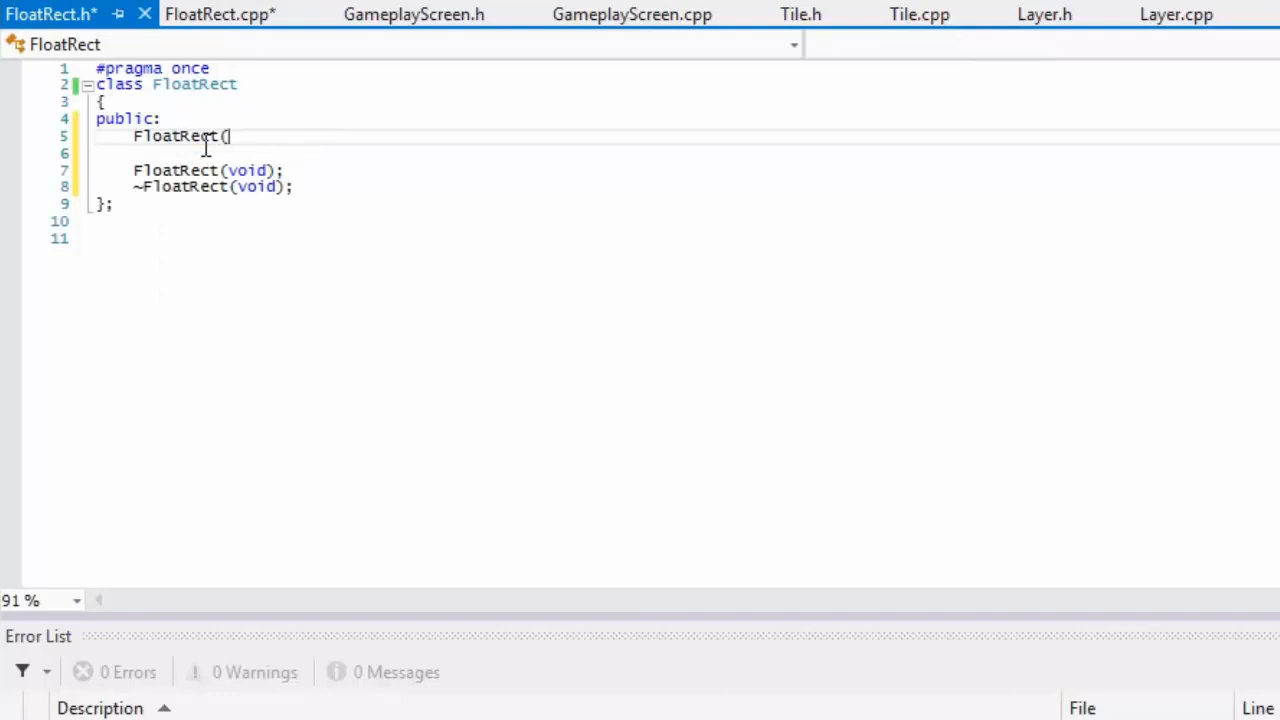 FloatRect.h* FloatRect.cpp* GameplayScreen.h GameplayScreen.cpp Tile.h Tile.cpp Layer.h Layer.cpp
FloatRect
1 #pragma once
2 class FloatRect
3 {
4 public:
5 FloatRect(
6
7 FloatRect(void);
8 ~FloatRect(void);
9 };
10
11
91 %
Error List
0 Errors 0 Warnings 0 Messages
Description File Line